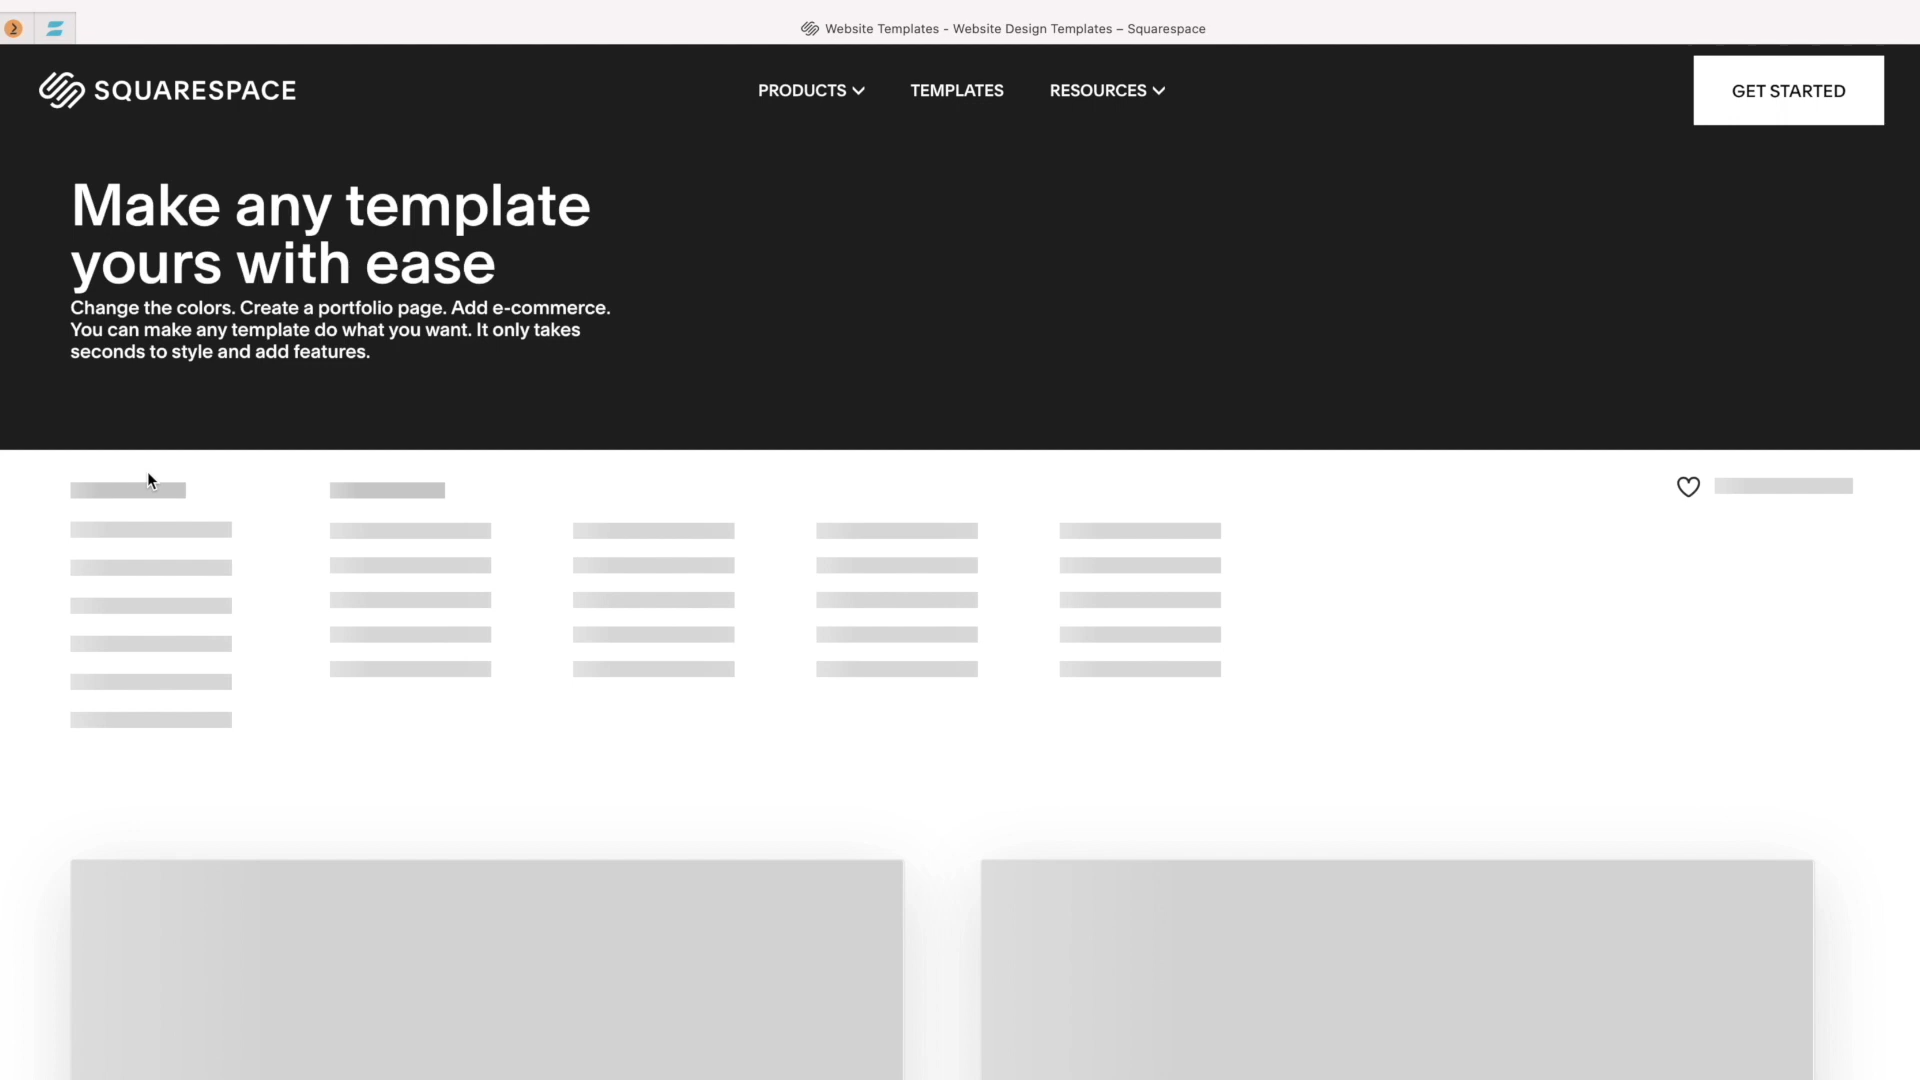 Website Templates - Website Design Templates – Squarespace
SQUARESPACE
PRODUCTS
TEMPLATES
RESOURCES
GET STARTED
Make any template
yours with ease
Change the colors. Create a portfolio page. Add e-commerce.
You can make any template do what you want. It only takes
seconds to style and add features.